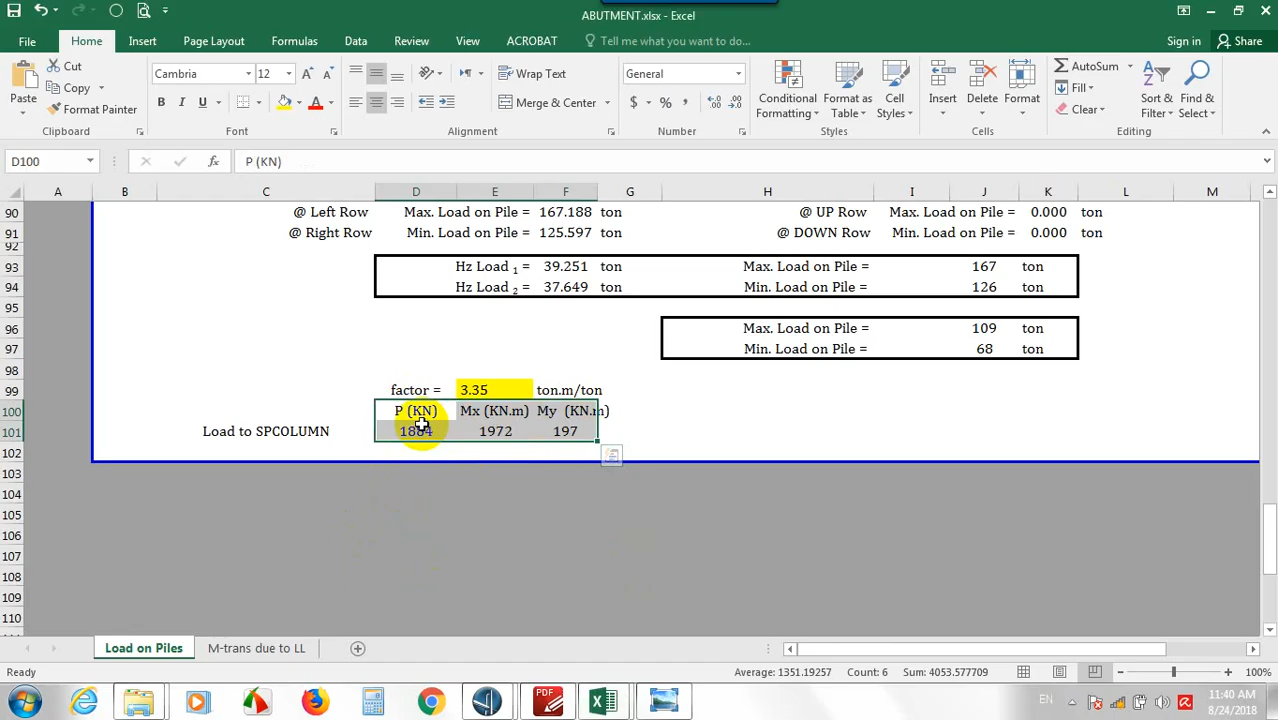 ABUTMENT.xlsx - Excel
File Home Insert Page Layout Formulas Data Review View ACROBAT Tell me what you want to do... Sign in Share
Paste Cut Copy Format Painter
Cambria 12 B I U A A A
Wrap Text Merge & Center
General $ % ,
Conditional Formatting Format as Table Cell Styles
Insert Delete Format
AutoSum Fill Clear Sort & Filter Find & Select
Clipboard Font Alignment Number Styles Cells Editing
D100 fx P (KN)
A B C D E F G H I J K L M
90 @ Left Row Max. Load on Pile = 167.188 ton @ UP Row Max. Load on Pile = 0.000 ton
91 @ Right Row Min. Load on Pile = 125.597 ton @ DOWN Row Min. Load on Pile = 0.000 ton
92
93 Hz Load 1 = 39.251 ton Max. Load on Pile = 167 ton
94 Hz Load 2 = 37.649 ton Min. Load on Pile = 126 ton
95
96 Max. Load on Pile = 109 ton
97 Min. Load on Pile = 68 ton
98
99 factor = 3.35 ton.m/ton
100 P (KN) Mx (KN.m) My (KN.m)
101 Load to SPCOLUMN 1884 1972 197
102
103
104
105
106
107
108
109
110
Load on Piles M-trans due to LL
Ready Average: 1351.19257 Count: 6 Sum: 4053.577709 100%
EN 11:40 AM
8/24/2018